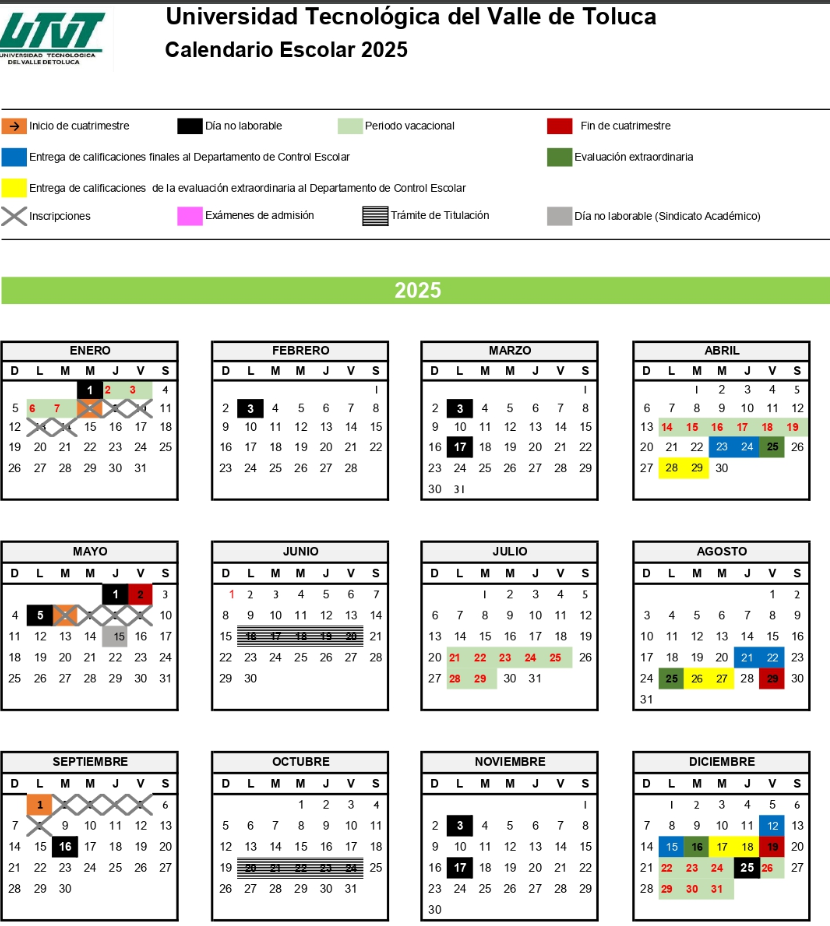 UTVT
UNIVERSIDAD TECNOLOGICA
DEL VALLE DE TOLUCA
Universidad Tecnológica del Valle de Toluca
Calendario Escolar 2025
Inicio de cuatrimestre Día no laborable Periodo vacacional Fin de cuatrimestre
Entrega de calificaciones finales al Departamento de Control Escolar Evaluación extraordinaria
Entrega de calificaciones de la evaluación extraordinaria al Departamento de Control Escolar
Inscripciones Exámenes de admisión Trámite de Titulación Día no laborable (Sindicato Académico)
2025
ENERO
D L M M J V S
1 2 3 4
5 6 7 11
12 15 16 17 18
19 20 21 22 23 24 25
26 27 28 29 30 31
FEBRERO
D L M M J V S
1
2 3 4 5 6 7 8
9 10 11 12 13 14 15
16 17 18 19 20 21 22
23 24 25 26 27 28
MARZO
D L M M J V S
1
2 3 4 5 6 7 8
9 10 11 12 13 14 15
16 17 18 19 20 21 22
23 24 25 26 27 28 29
30 31
ABRIL
D L M M J V S
1 2 3 4 5
6 7 8 9 10 11 12
13 14 15 16 17 18 19
20 21 22 23 24 25 26
27 28 29 30
MAYO
D L M M J V S
1 2 3
4 5 10
11 12 13 14 15 16 17
18 19 20 21 22 23 24
25 26 27 28 29 30 31
JUNIO
D L M M J V S
1 2 3 4 5 6 7
8 9 10 11 12 13 14
15 16 17 18 19 20 21
22 23 24 25 26 27 28
29 30
JULIO
D L M M J V S
1 2 3 4 5
6 7 8 9 10 11 12
13 14 15 16 17 18 19
20 21 22 23 24 25 26
27 28 29 30 31
AGOSTO
D L M M J V S
1 2
3 4 5 6 7 8 9
10 11 12 13 14 15 16
17 18 19 20 21 22 23
24 25 26 27 28 29 30
31
SEPTIEMBRE
D L M M J V S
1 6
7 9 10 11 12 13
14 15 16 17 18 19 20
21 22 23 24 25 26 27
28 29 30
OCTUBRE
D L M M J V S
1 2 3 4
5 6 7 8 9 10 11
12 13 14 15 16 17 18
19 20 21 22 23 24 25
26 27 28 29 30 31
NOVIEMBRE
D L M M J V S
1
2 3 4 5 6 7 8
9 10 11 12 13 14 15
16 17 18 19 20 21 22
23 24 25 26 27 28 29
30
DICIEMBRE
D L M M J V S
1 2 3 4 5 6
7 8 9 10 11 12 13
14 15 16 17 18 19 20
21 22 23 24 25 26 27
28 29 30 31